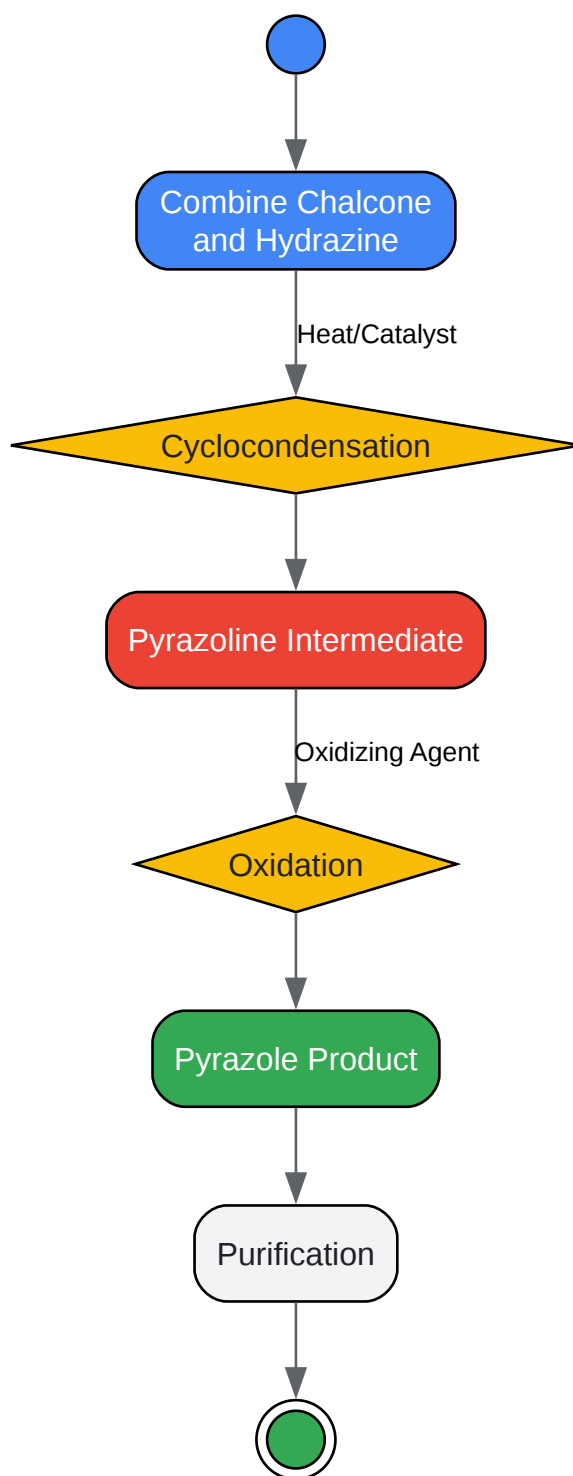 Combine Chalcone
and Hydrazine
Heat/Catalyst
Cyclocondensation
Pyrazoline Intermediate
Oxidizing Agent
Oxidation
Pyrazole Product
Purification